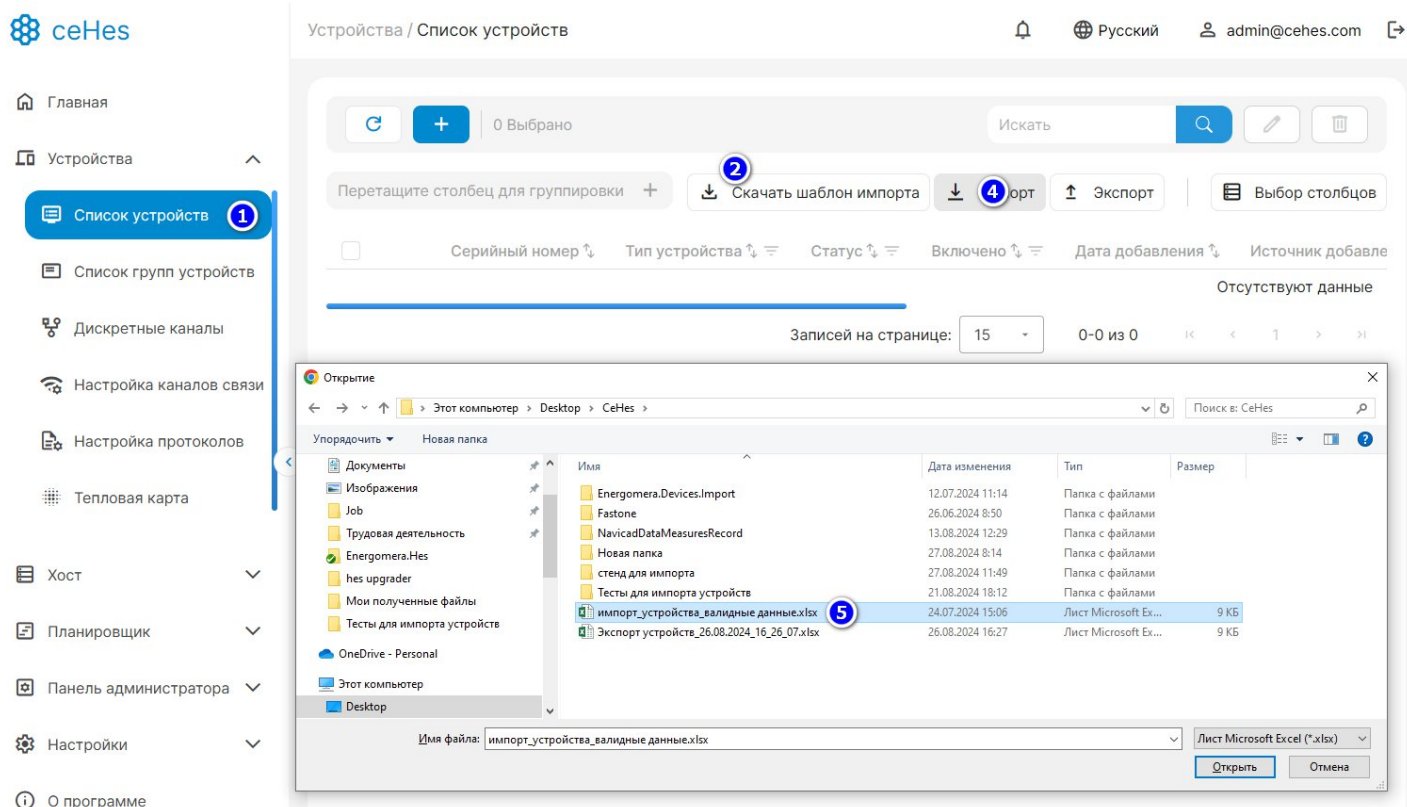 ceHes
Устройства / Список устройств
Русский
admin@cehes.com
Главная
Устройства
Список устройств 1
Список групп устройств
Дискретные каналы
Настройка каналов связи
Настройка протоколов
Тепловая карта
Хост
Планировщик
Панель администратора
Настройки
О программе
0 Выбрано
Искать
2
Перетащите столбец для группировки
Скачать шаблон импорта
4 орт
Экспорт
Выбор столбцов
Серийный номер Тип устройства Статус Включено Дата добавления Источник добавле
Отсутствуют данные
Записей на странице: 15 0-0 из 0 1
Открытие
Этот компьютер > Desktop > CeHes >
Поиск в: CeHes
Упорядочить Новая папка
Документы
Изображения
Job
Трудовая деятельность
Energomera.Hes
hes upgrader
Мои полученные файлы
Тесты для импорта устройств
OneDrive - Personal
Этот компьютер
Desktop
Имя Дата изменения Тип Размер
Energomera.Devices.Import 12.07.2024 11:14 Папка с файлами
Fastone 26.06.2024 8:50 Папка с файлами
NavicadDataMeasuresRecord 13.08.2024 12:29 Папка с файлами
Новая папка 27.08.2024 8:14 Папка с файлами
стенд для импорта 27.08.2024 11:49 Папка с файлами
Тесты для импорта устройств 21.08.2024 18:12 Папка с файлами
импорт_устройства_валидные данные.xlsx 5 24.07.2024 15:06 Лист Microsoft Ex... 9 КБ
Экспорт устройств_26.08.2024_16_26_07.xlsx 26.08.2024 16:27 Лист Microsoft Ex... 9 КБ
Имя файла: импорт_устройства_валидные данные.xlsx
Лист Microsoft Excel (*.xlsx)
Открыть Отмена